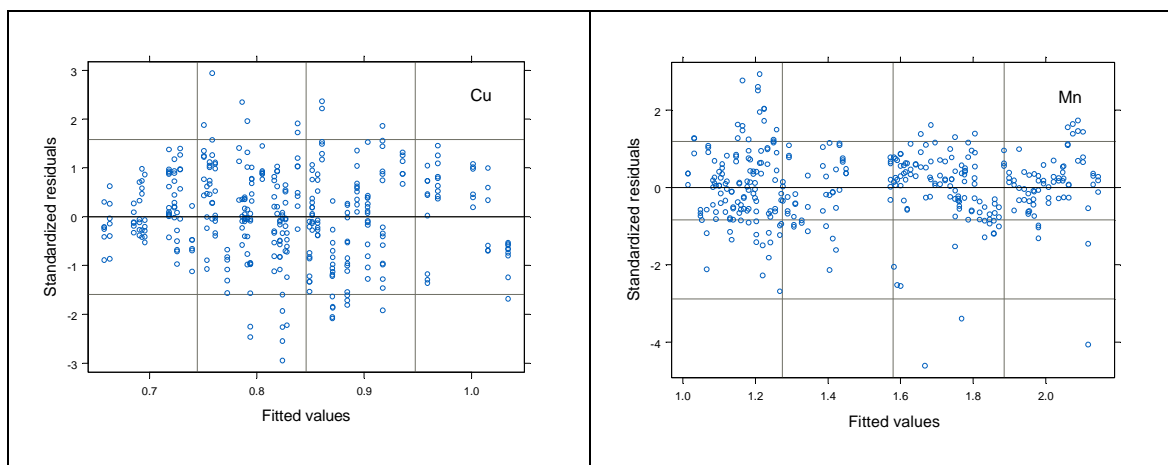 Cu
3
2
1
0
-1
-2
-3
Standardized residuals
0.7 0.8 0.9 1.0
Fitted values
Mn
2
0
-2
-4
Standardized residuals
1.0 1.2 1.4 1.6 1.8 2.0
Fitted values